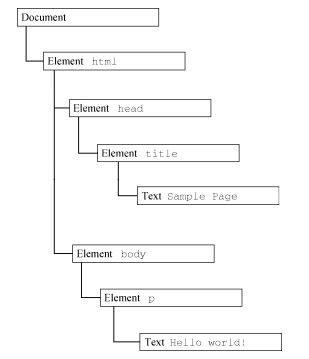 Document
Element html
Element head
Element title
Text Sample Page
Element body
Element p
Text Hello world!